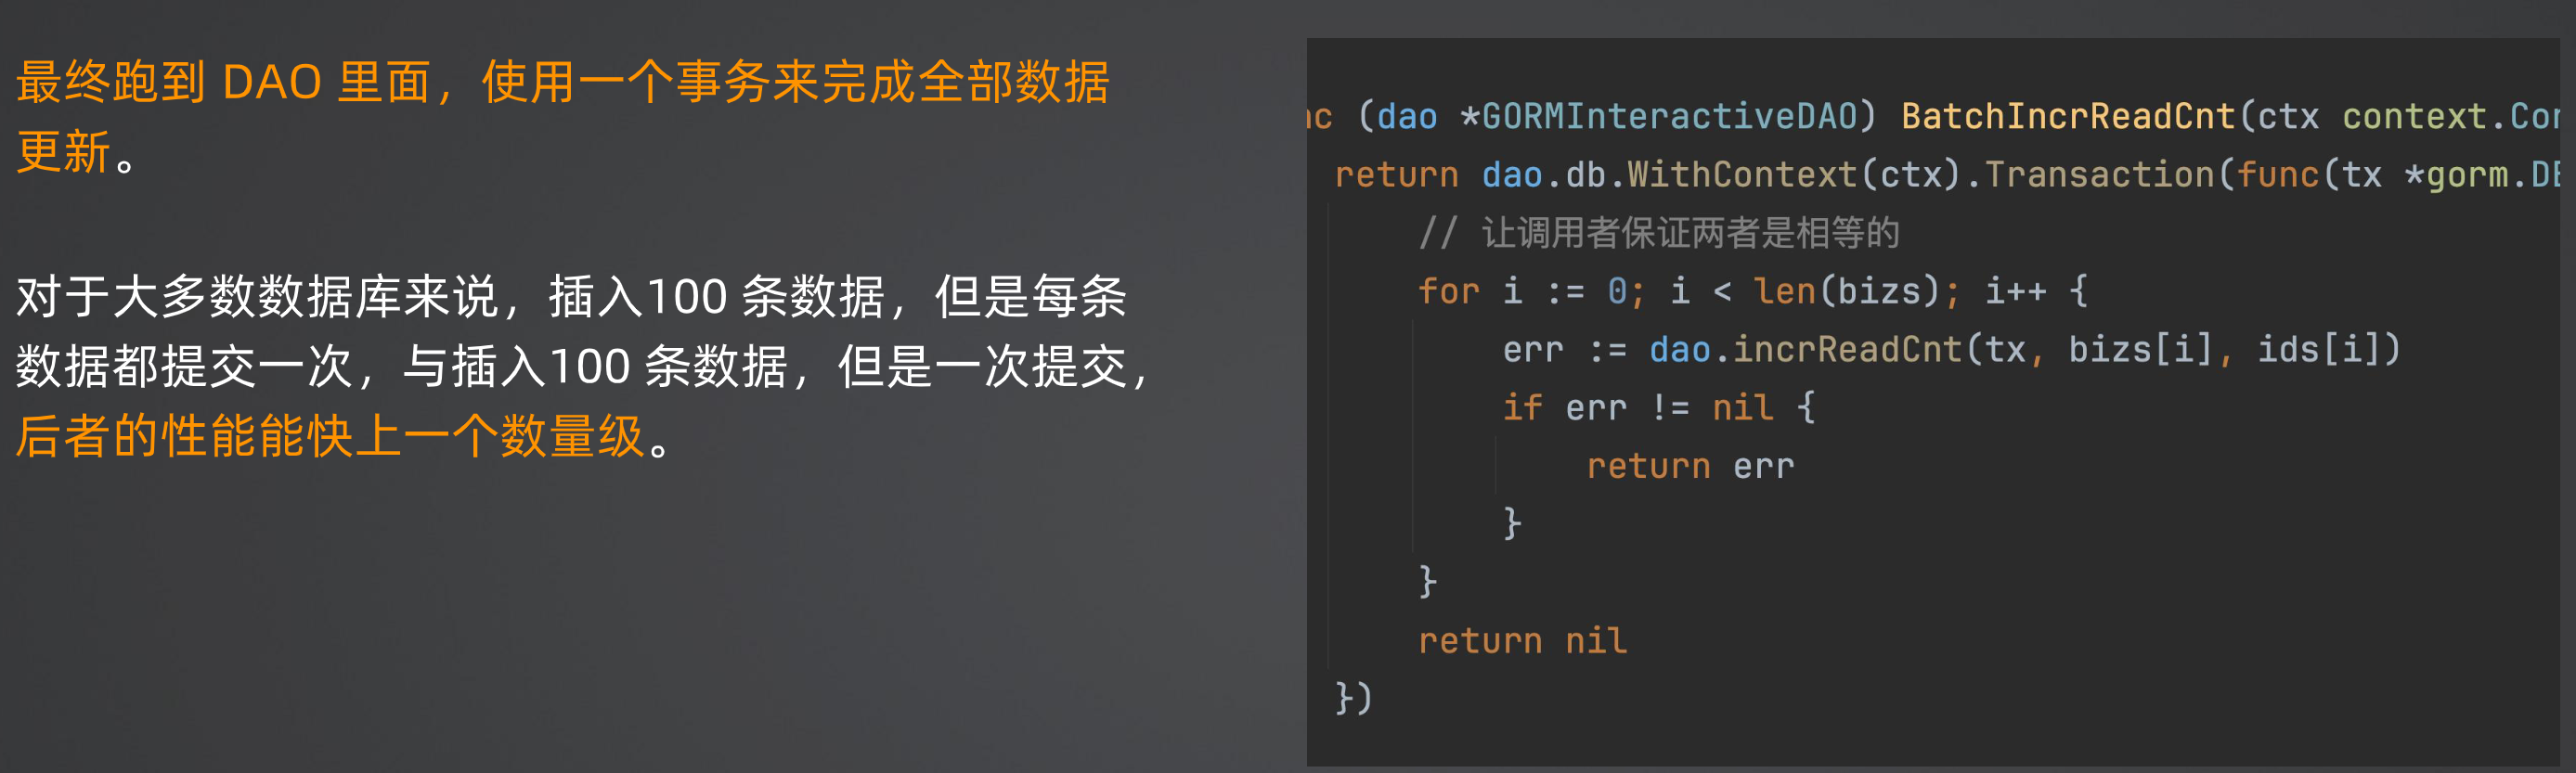 最终跑到 DAO 里面，使用一个事务来完成全部数据
更新。
对于大多数数据库来说，插入100 条数据，但是每条
数据都提交一次，与插入100 条数据，但是一次提交，
后者的性能能快上一个数量级。
(dao *GORMInteractiveDAO) BatchIncrReadCnt(ctx context.
return dao.db.WithContext(ctx).Transaction(func(tx *gorm.
// 让调用者保证两者是相等的
for i := 0; i < len(bizs); i++ {
err := dao.incrReadCnt(tx, bizs[i], ids[i])
if err != nil {
return err
}
}
return nil
})